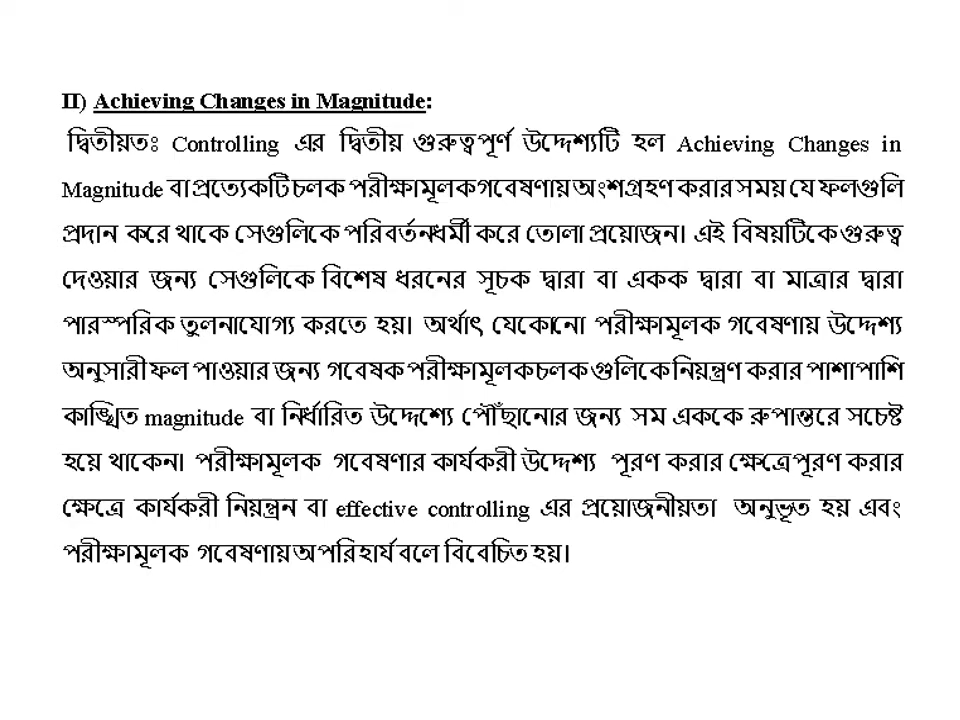 II) Achieving Changes in Magnitude:
দ্বিতীয়তঃ Controlling এর দ্বিতীয় গুরুত্বপূর্ণ উদ্দেশ্যটি হল Achieving Changes in
Magnitude বা প্রত্যেকটি চলক পরীক্ষামূলক গবেষণায় অংশগ্রহণ করার সময় যে ফলগুলি
প্রদান করে থাকে সেগুলিকে পরিবর্তনধর্মী করে তোলা প্রয়োজন। এই বিষয়টিকে গুরুত্ব
দেওয়ার জন্য সেগুলিকে বিশেষ ধরনের সূচক দ্বারা বা একক দ্বারা বা মাত্রার দ্বারা
পারস্পরিক তুলনাযোগ্য করতে হয়। অর্থাৎ যেকোনো পরীক্ষামূলক গবেষণায় উদ্দেশ্য
অনুসারী ফল পাওয়ার জন্য গবেষক পরীক্ষামূলক চলক গুলিকে নিয়ন্ত্রণ করার পাশাপাশি
কাঙ্খিত magnitude বা নির্ধারিত উদ্দেশ্যে পৌঁছানোর জন্য সম এককে রুপান্তরে সচেষ্ট
হয়ে থাকেন। পরীক্ষামূলক গবেষণার কার্যকরী উদ্দেশ্য পূরণ করার ক্ষেত্রেপূরণ করার
ক্ষেত্রে কার্যকরী নিয়ন্ত্রন বা effective controlling এর প্রয়োজনীয়তা অনুভূত হয় এবং
পরীক্ষামূলক গবেষণায় অপরিহার্য বলে বিবেচিত হয়।